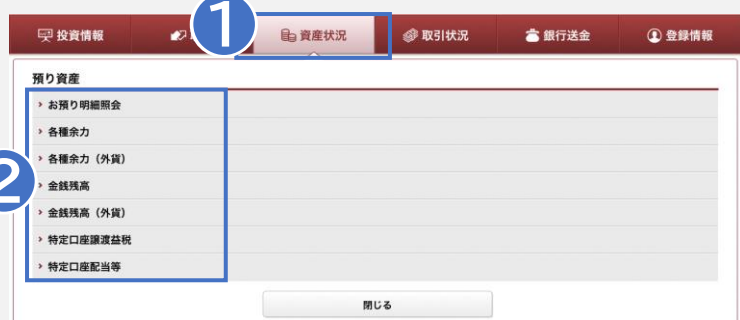 投資情報
1
資産状況
取引状況
銀行送金
登録情報
預り資産
お預り明細照会
各種余力
各種余力（外貨）
2
金銭残高
金銭残高（外貨）
特定口座譲渡益税
特定口座配当等
閉じる